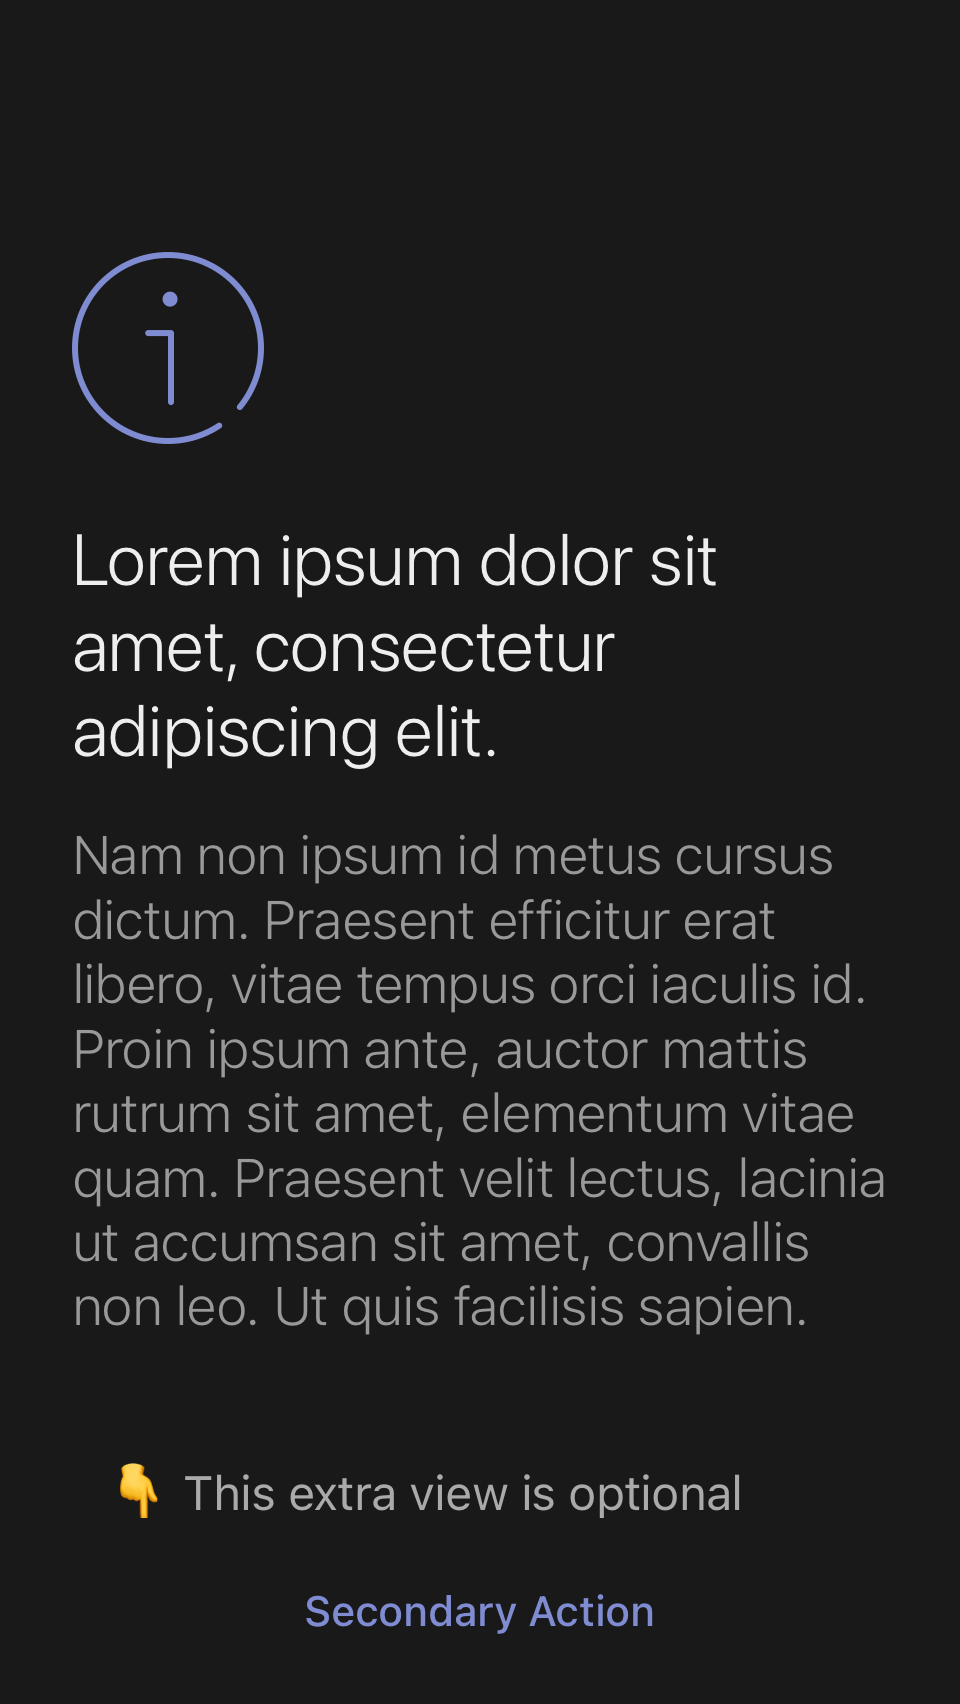 Lorem ipsum dolor sit
amet, consectetur
adipiscing elit.
Nam non ipsum id metus cursus
dictum. Praesent efficitur erat
libero, vitae tempus orci iaculis id.
Proin ipsum ante, auctor mattis
rutrum sit amet, elementum vitae
quam. Praesent velit lectus, lacinia
ut accumsan sit amet, convallis
non leo. Ut quis facilisis sapien.
👇 This extra view is optional
Secondary Action